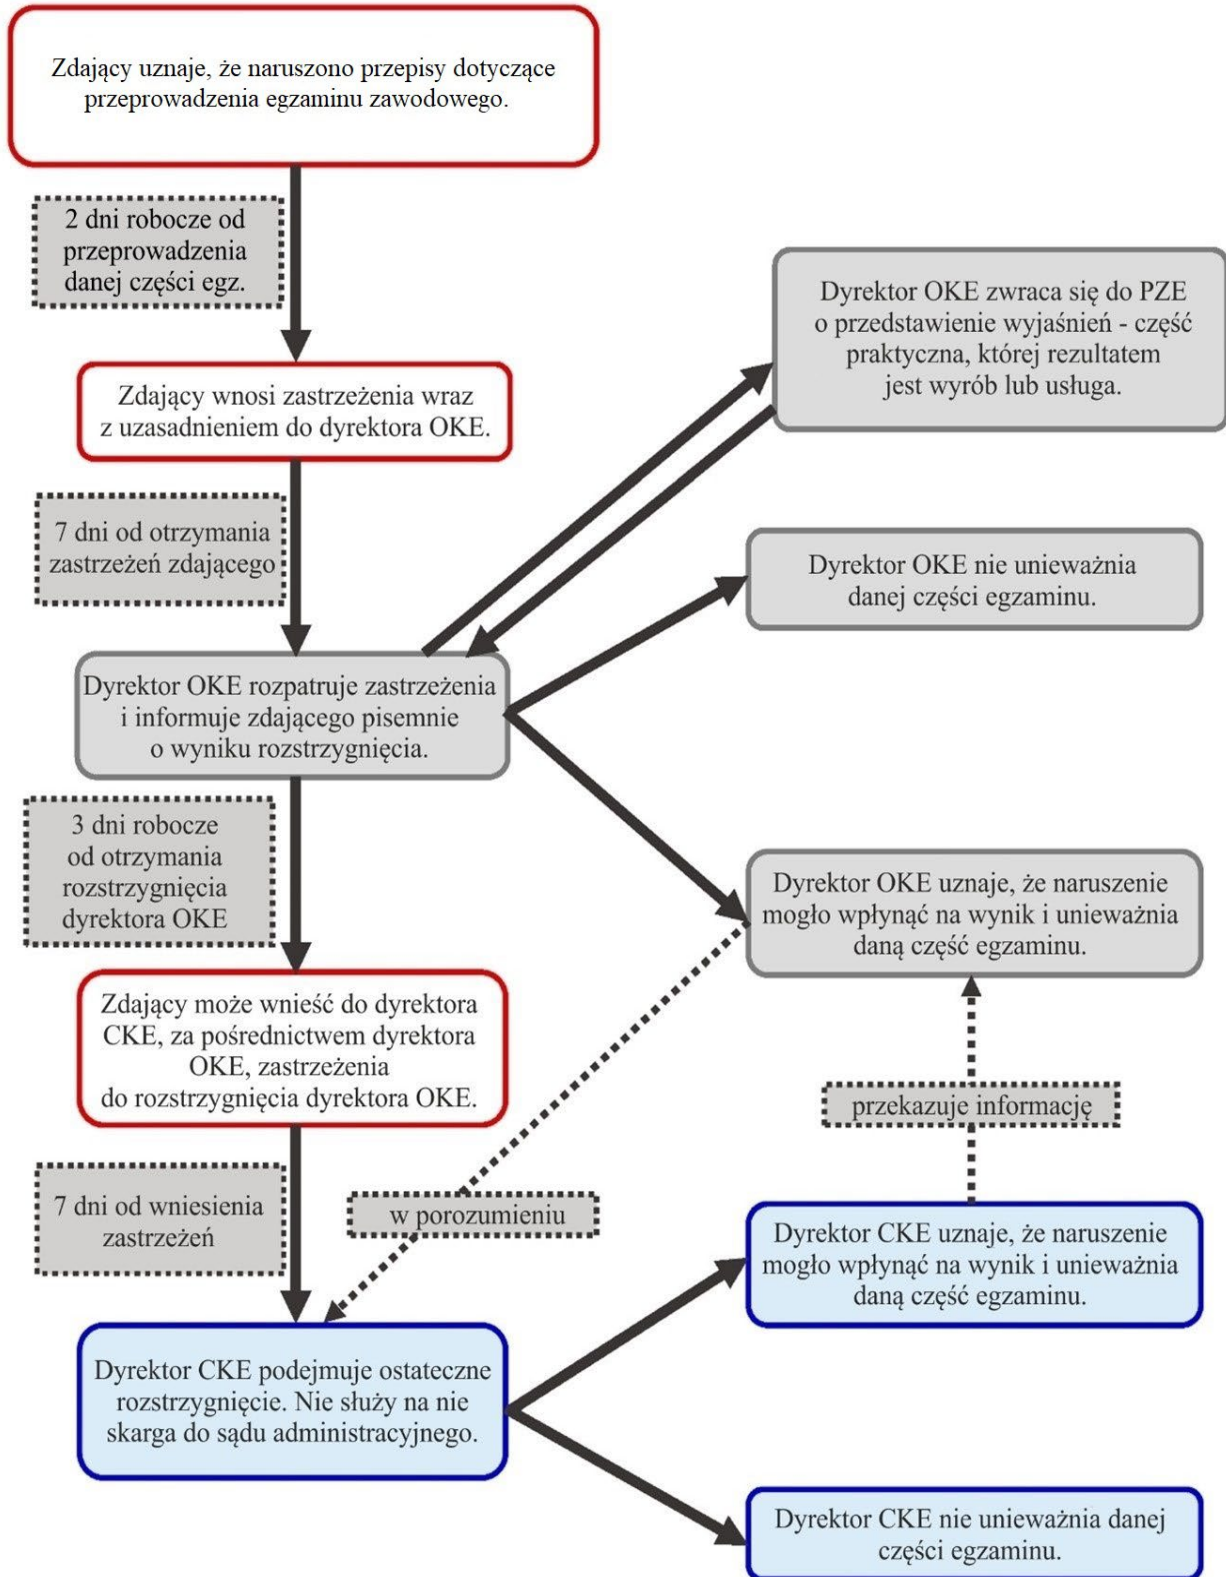 Zdający uznaje, że naruszono przepisy dotyczące
przeprowadzenia egzaminu zawodowego.
2 dni robocze od
przeprowadzenia
danej części egz.
Dyrektor OKE zwraca się do PZE
o przedstawienie wyjaśnień - część
praktyczna, której rezultatem
jest wyrób lub usługa.
Zdający wnosi zastrzeżenia wraz
z uzasadnieniem do dyrektora OKE.
7 dni od otrzymania
zastrzeżeń zdającego
Dyrektor OKE nie unieważnia
danej części egzaminu.
Dyrektor OKE rozpatruje zastrzeżenia
i informuje zdającego pisemnie
o wyniku rozstrzygnięcia.
3 dni robocze
od otrzymania
rozstrzygnięcia
dyrektora OKE
Dyrektor OKE uznaje, że naruszenie
mogło wpłynąć na wynik i unieważnia
daną część egzaminu.
Zdający może wnieść do dyrektora
CKE, za pośrednictwem dyrektora
OKE, zastrzeżenia
do rozstrzygnięcia dyrektora OKE.
przekazuje informację
7 dni od wniesienia
zastrzeżeń
w porozumieniu
Dyrektor CKE uznaje, że naruszenie
mogło wpłynąć na wynik i unieważnia
daną część egzaminu.
Dyrektor CKE podejmuje ostateczne
rozstrzygnięcie. Nie służy na nie
skarga do sądu administracyjnego.
Dyrektor CKE nie unieważnia danej
części egzaminu.